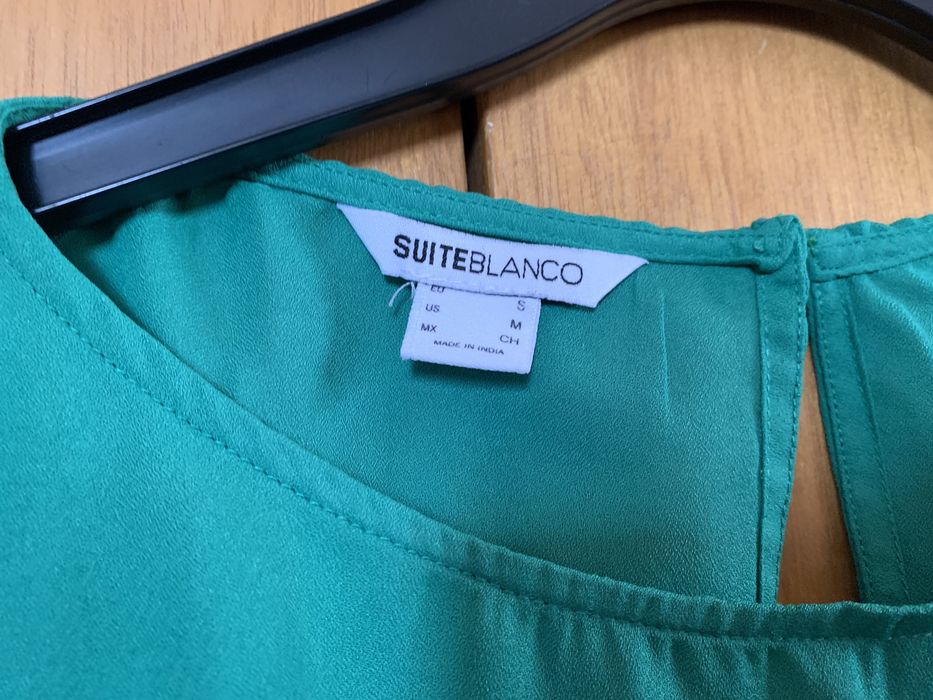 SUITEBLANCO
EU S
US M
MX CH
MADE IN INDIA